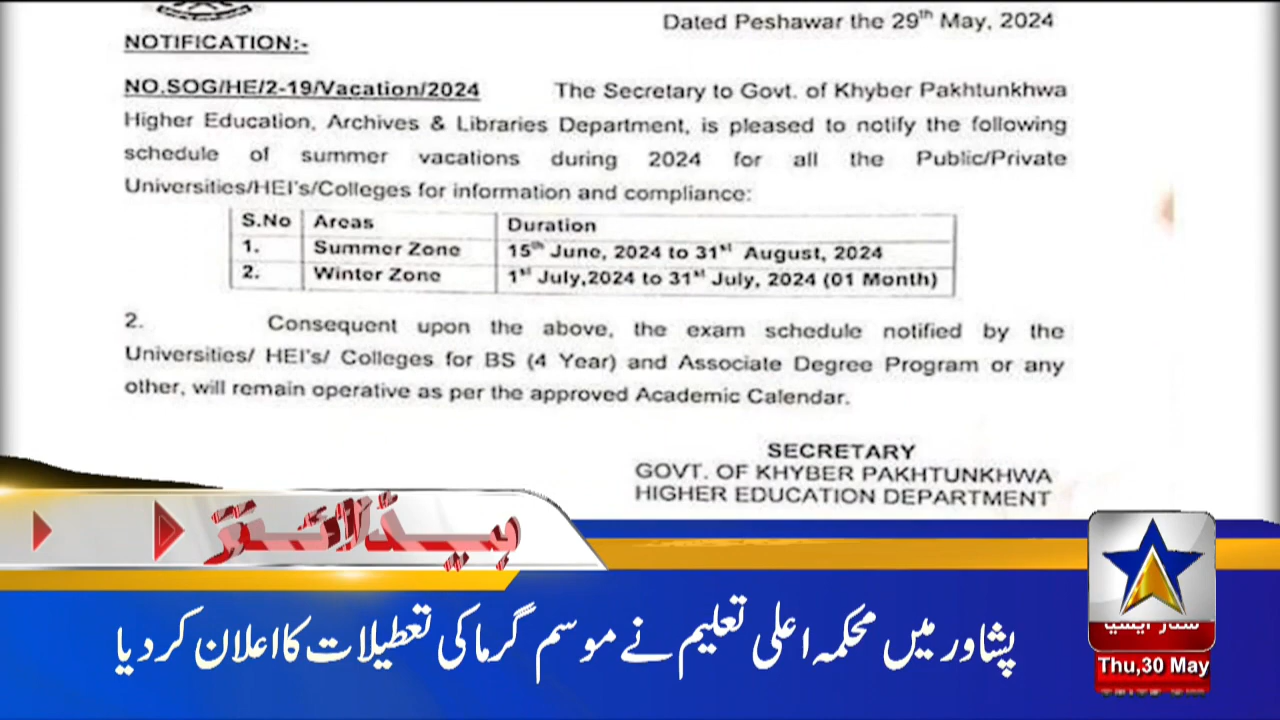 Dated Peshawar the 29th May, 2024
NOTIFICATION:-
NO.SOG/HE/2-19/Vacation/2024 The Secretary to Govt. of Khyber Pakhtunkhwa
Higher Education, Archives & Libraries Department, is pleased to notify the following
schedule of summer vacations during 2024 for all the Public/Private
Universities/HEI's/Colleges for information and compliance:
S.No Areas Duration
1. Summer Zone 15th June, 2024 to 31st August, 2024
2. Winter Zone 1st July,2024 to 31st July, 2024 (01 Month)
2. Consequent upon the above, the exam schedule notified by the
Universities/ HEI's/ Colleges for BS (4 Year) and Associate Degree Program or any
other, will remain operative as per the approved Academic Calendar.
SECRETARY
GOVT. OF KHYBER PAKHTUNKHWA
HIGHER EDUCATION DEPARTMENT
ہیڈلائنز
پشاور میں محکمہ اعلی تعلیم نے موسم گرما کی تعطیلات کا اعلان کر دیا
سٹار ایشیا
Thu,30 May